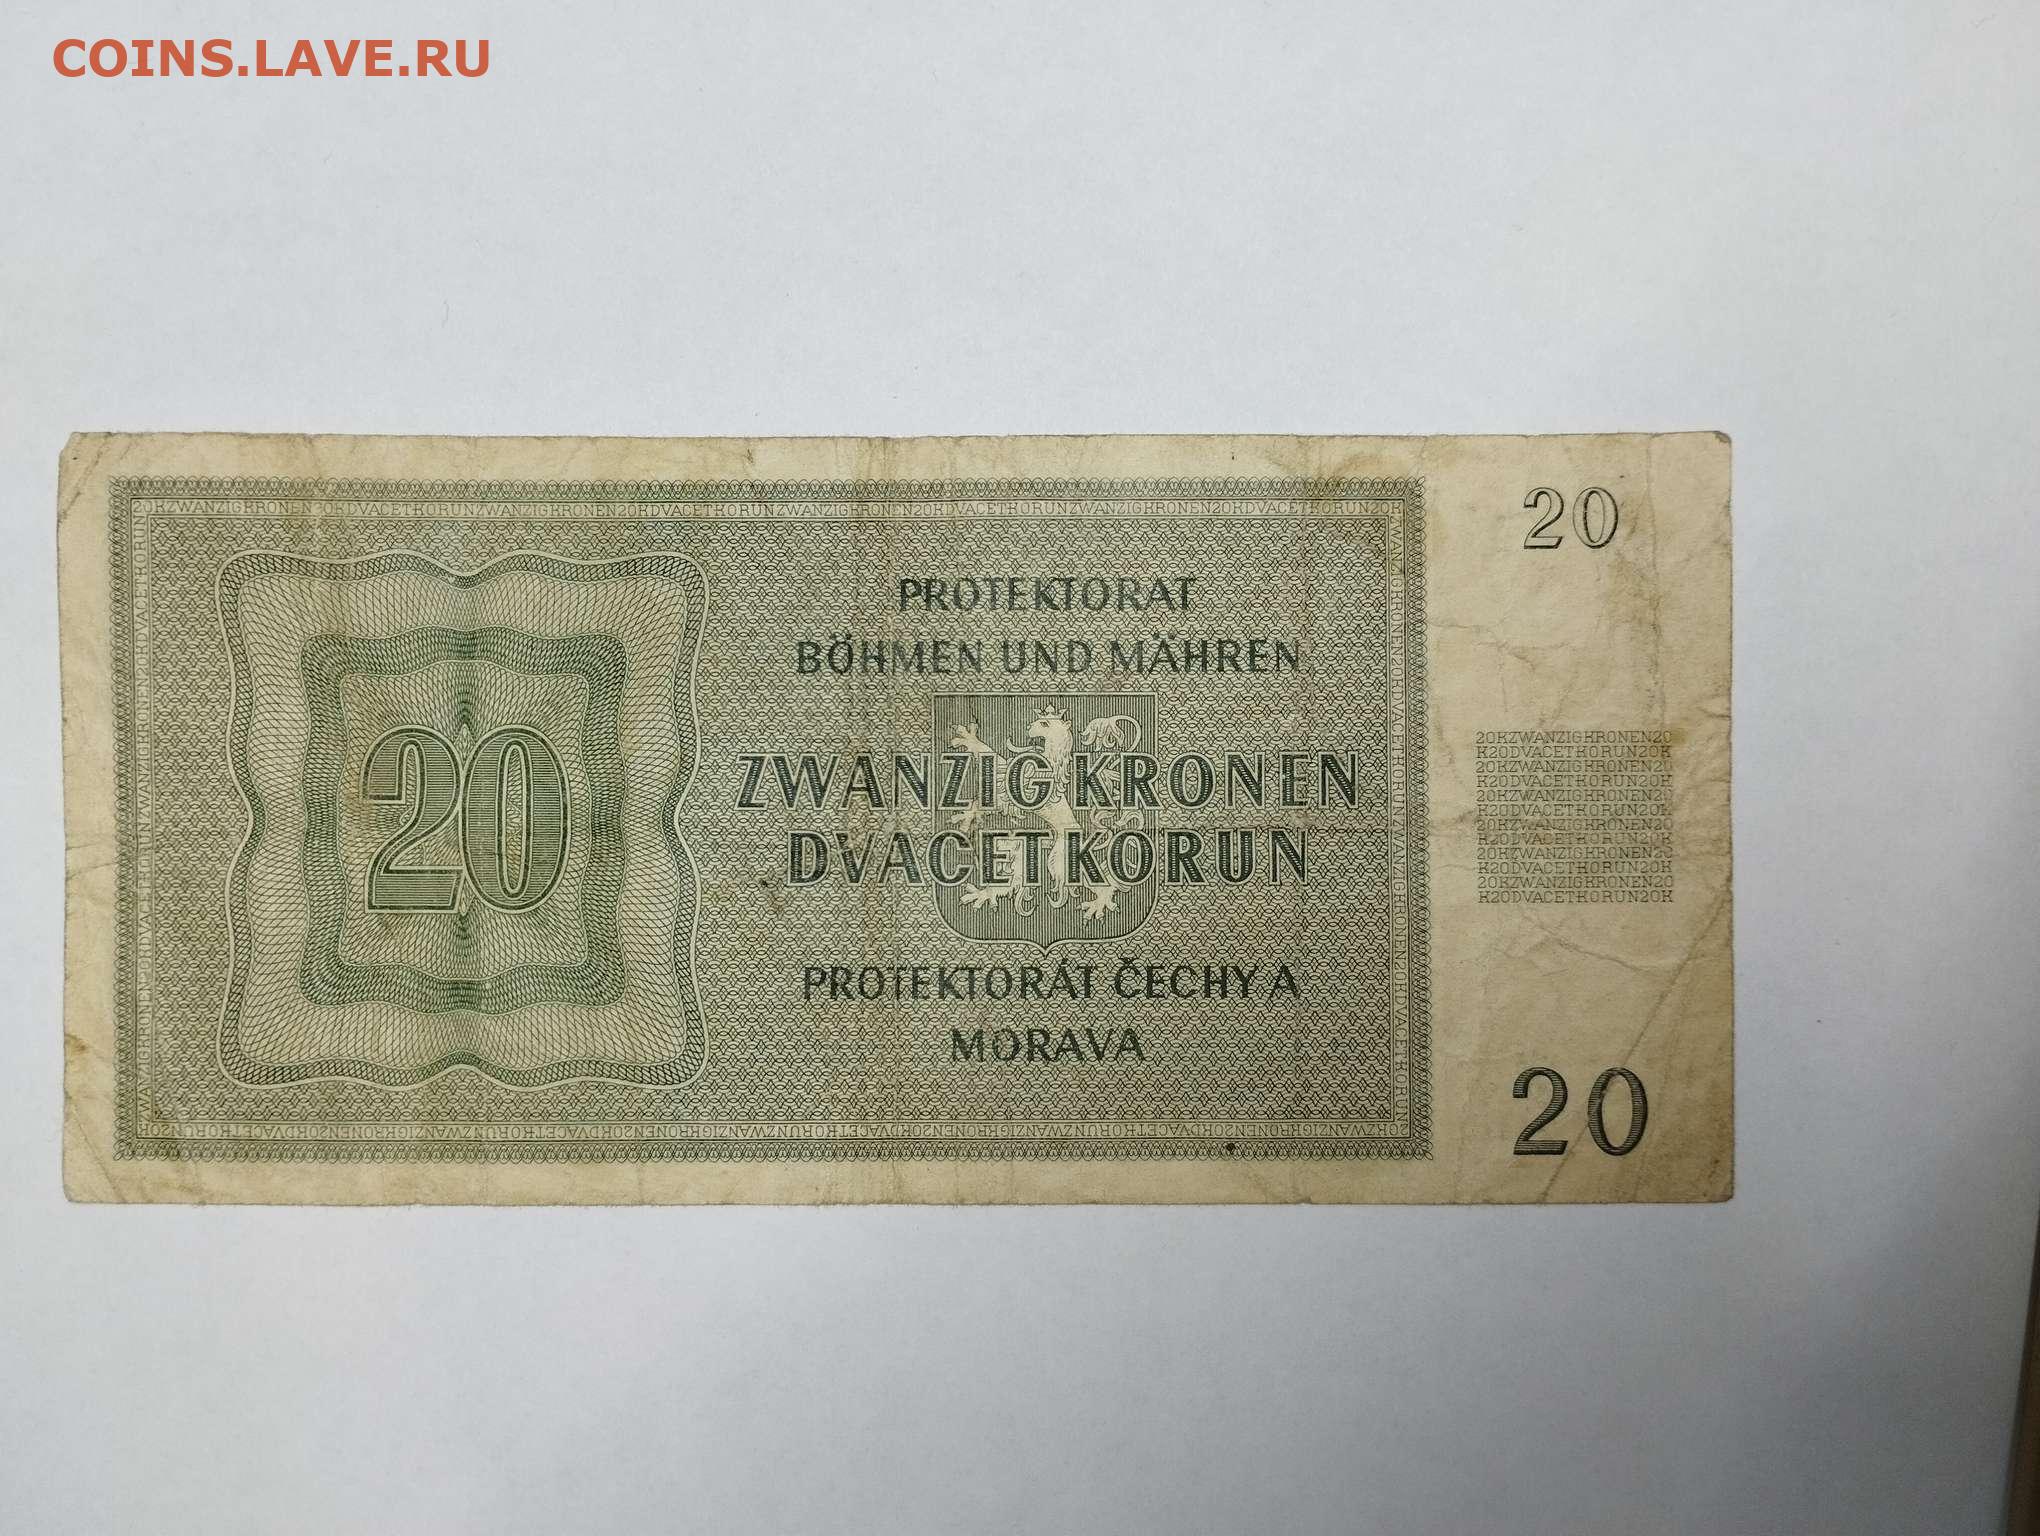 COINS.LAVE.RU
20KZWANZIGKRONEN20KDVACETKORUNZWANZIGKRONEN20KDVACETKORUNZWANZIGKRONEN20KDVACETKORUNZWANZIGKRONEN20KDVACETKORUN20K
20
PROTEKTORAT
BÖHMEN UND MÄHREN
20
ZWANZIG KRONEN
DVACET KORUN
PROTEKTORÁT ČECHY A
MORAVA
20KZWANZIGKRONEN20
K20DVACETKORUN20K
20KZWANZIGKRONEN20
K20DVACETKORUN20K
20KZWANZIGKRONEN20
K20DVACETKORUN20K
20KZWANZIGKRONEN20
K20DVACETKORUN20K
20KZWANZIGKRONEN20
K20DVACETKORUN20K
20KZWANZIGKRONEN20
K20DVACETKORUN20K
20